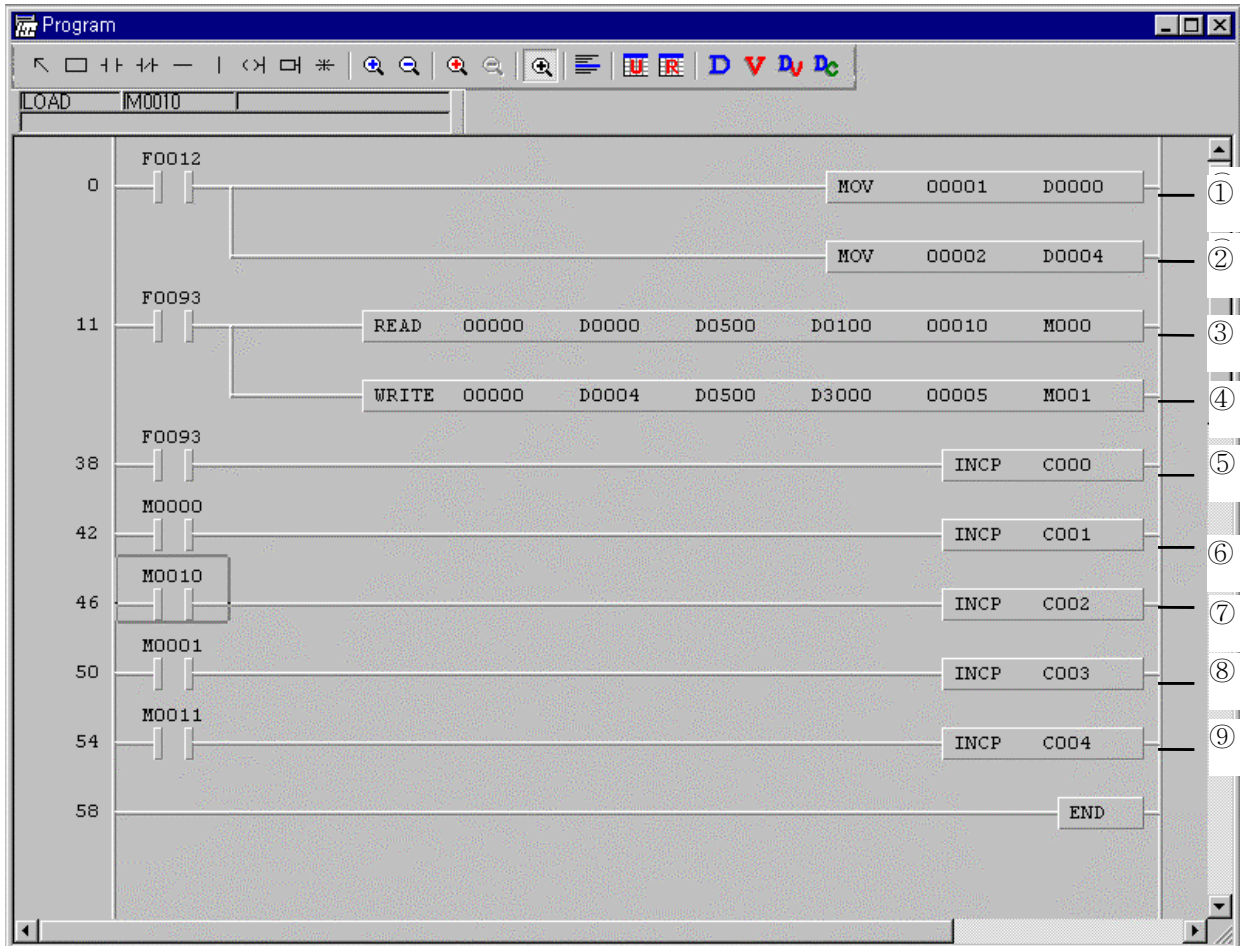 Program
LOAD M0010
F0012
0 MOV 00001 D0000 ①
MOV 00002 D0004 ②
F0093
11 READ 00000 D0000 D0500 D0100 00010 M000 ③
WRITE 00000 D0004 D0500 D3000 00005 M001 ④
F0093
38 INCP C000 ⑤
M0000
42 INCP C001 ⑥
M0010
46 INCP C002 ⑦
M0001
50 INCP C003 ⑧
M0011
54 INCP C004 ⑨
58 END